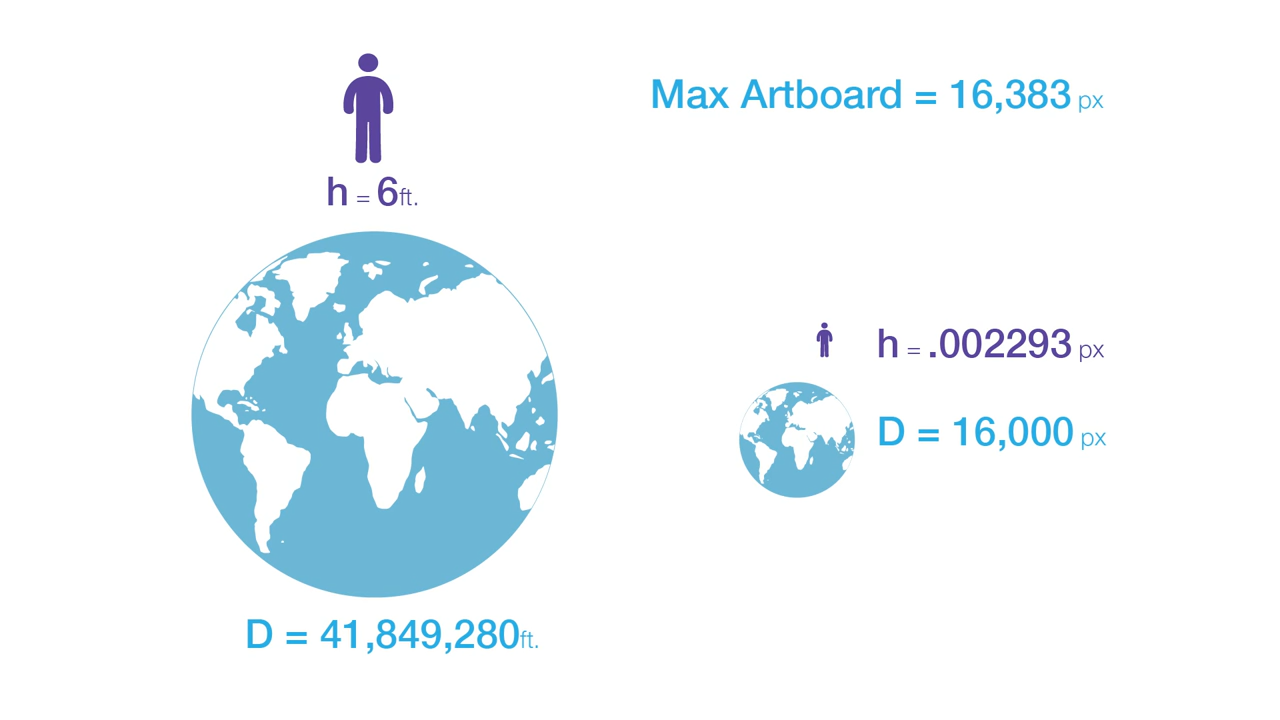 Max Artboard = 16,383 px
h = 6ft.
h = .002293 px
D = 16,000 px
D = 41,849,280ft.